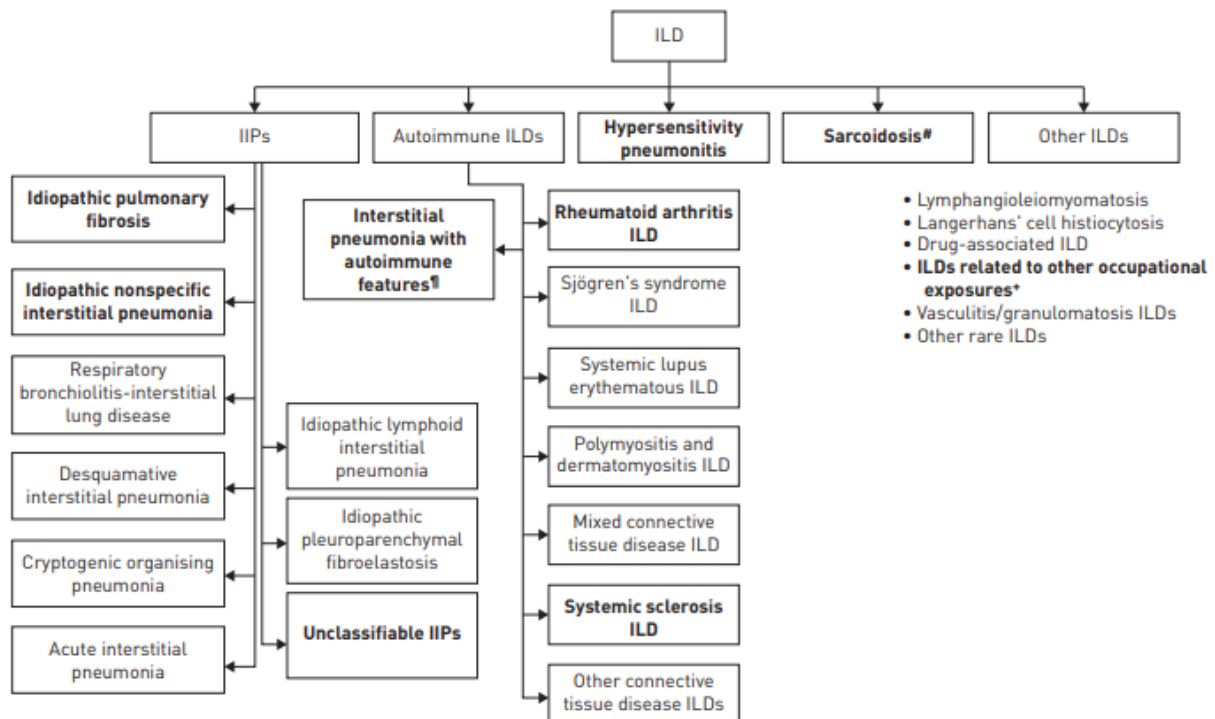 ILD
IIPs
Autoimmune ILDs
Hypersensitivity
pneumonitis
Sarcoidosis#
Other ILDs
Idiopathic pulmonary
fibrosis
Idiopathic nonspecific
interstitial pneumonia
Respiratory
bronchiolitis-interstitial
lung disease
Desquamative
interstitial pneumonia
Cryptogenic organising
pneumonia
Acute interstitial
pneumonia
Idiopathic lymphoid
interstitial
pneumonia
Idiopathic
pleuroparenchymal
fibroelastosis
Unclassifiable IIPs
Interstitial
pneumonia with
autoimmune
features¶
Rheumatoid arthritis
ILD
Sjögren's syndrome
ILD
Systemic lupus
erythematous ILD
Polymyositis and
dermatomyositis ILD
Mixed connective
tissue disease ILD
Systemic sclerosis
ILD
Other connective
tissue disease ILDs
• Lymphangioleiomyomatosis
• Langerhans' cell histiocytosis
• Drug-associated ILD
• ILDs related to other occupational
exposures+
• Vasculitis/granulomatosis ILDs
• Other rare ILDs